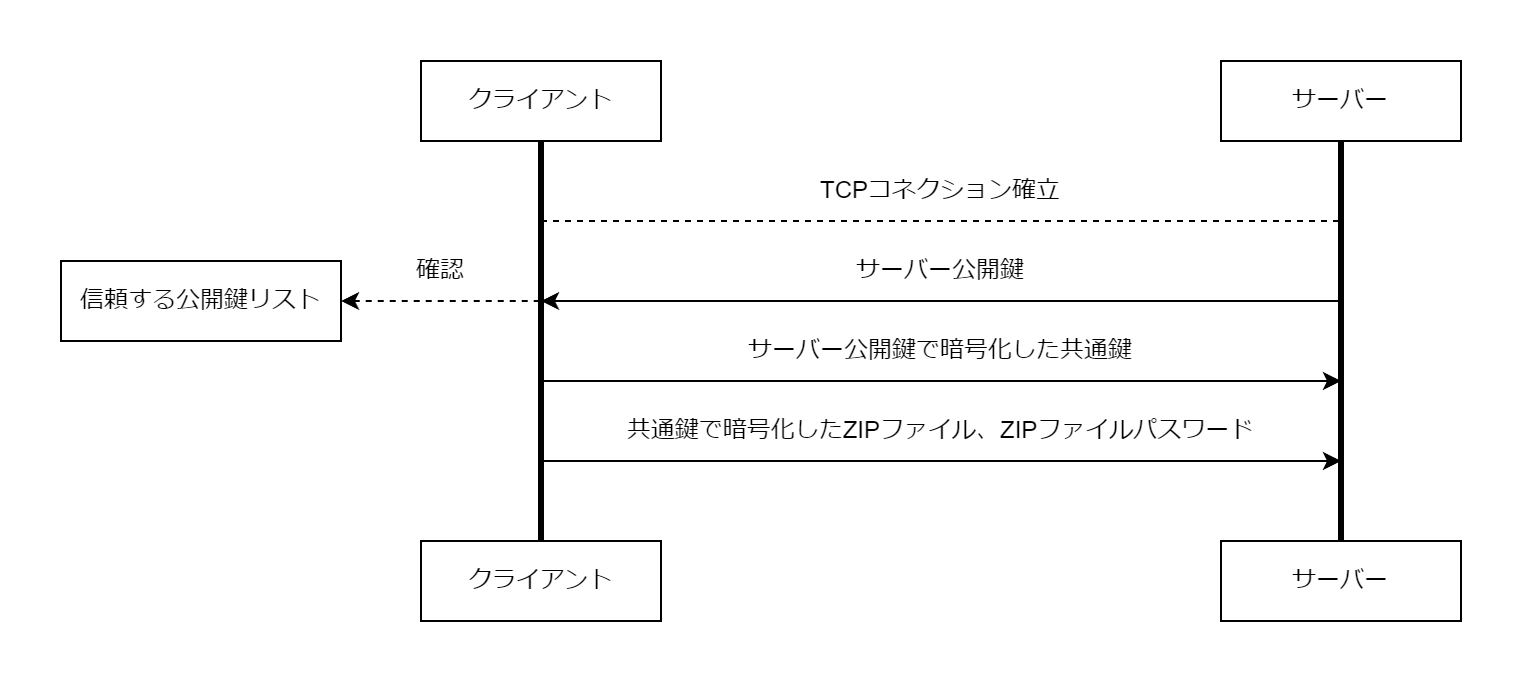 クライアント
サーバー
TCPコネクション確立
確認
サーバー公開鍵
信頼する公開鍵リスト
サーバー公開鍵で暗号化した共通鍵
共通鍵で暗号化したZIPファイル、ZIPファイルパスワード
クライアント
サーバー